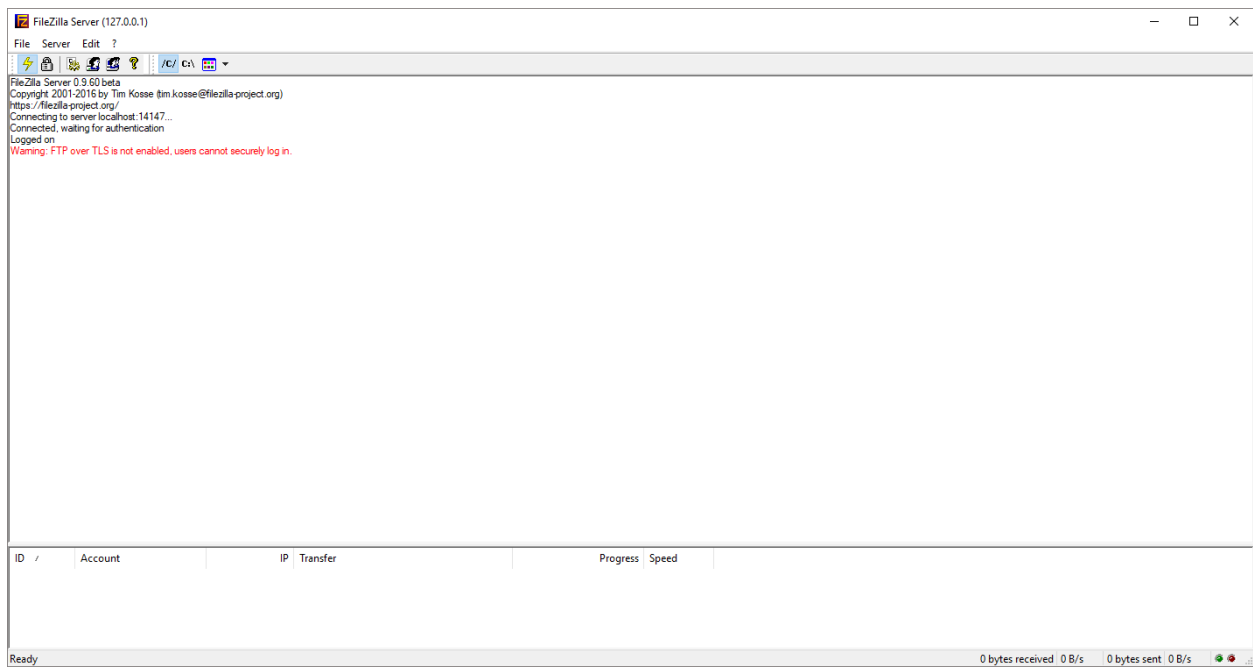 FileZilla Server (127.0.0.1)
File Server Edit ?
/C/ C:\
FileZilla Server 0.9.60 beta
Copyright 2001-2016 by Tim Kosse (tim.kosse@filezilla-project.org)
https://filezilla-project.org/
Connecting to server localhost:14147...
Connected, waiting for authentication
Logged on
Warning: FTP over TLS is not enabled, users cannot securely log in.
ID / Account IP Transfer Progress Speed
Ready 0 bytes received 0 B/s 0 bytes sent 0 B/s